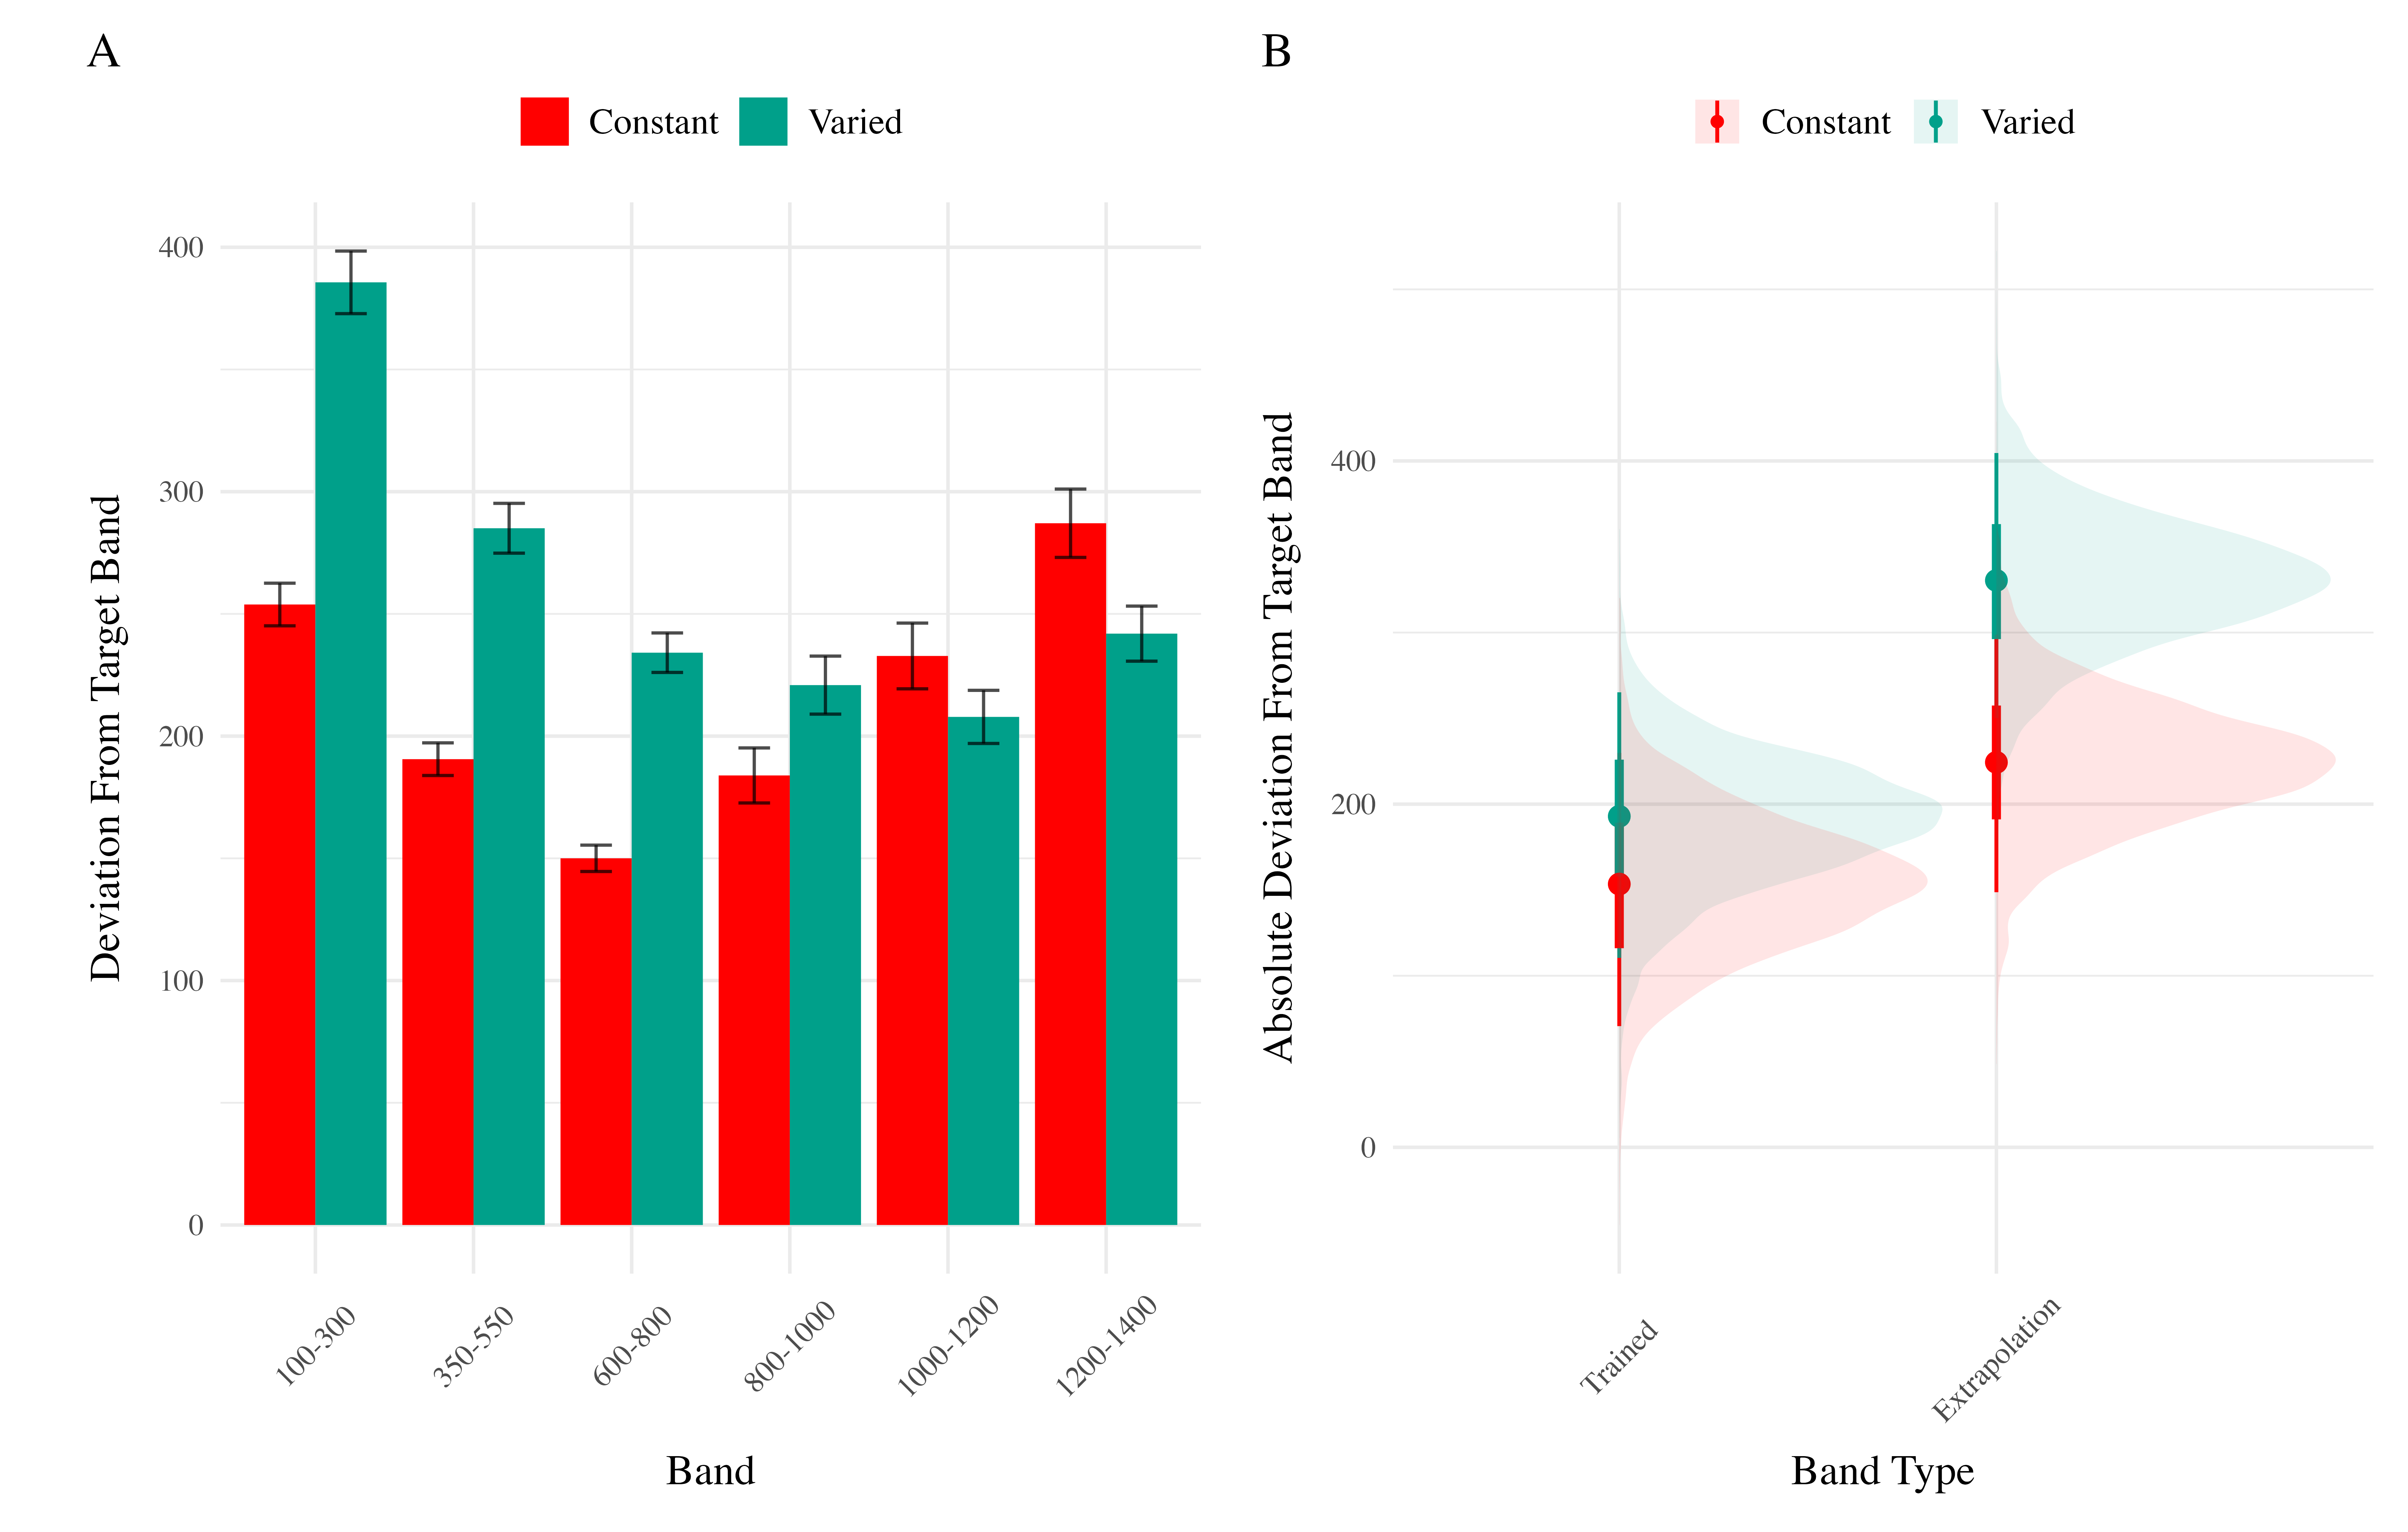 A
Constant Varied
Deviation From Target Band
400
300
200
100
0
100-300
350-550
600-800
800-1000
1000-1200
1200-1400
Band
B
Constant Varied
Absolute Deviation From Target Band
400
200
0
Trained
Extrapolation
Band Type